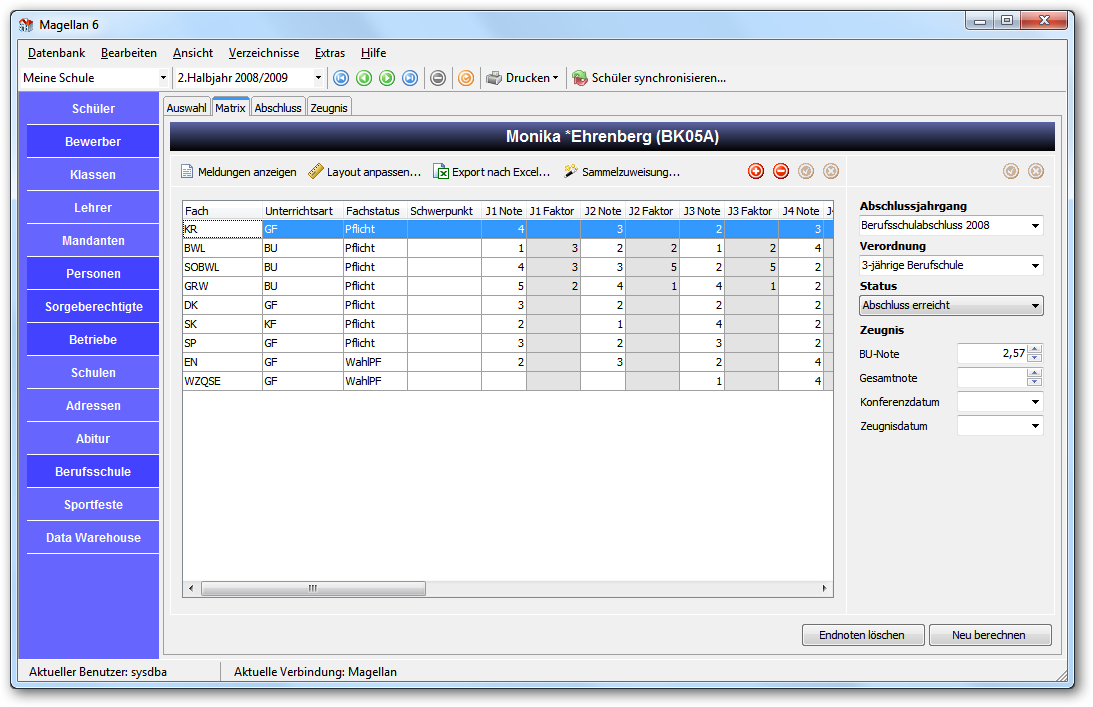 Magellan 6
Datenbank Bearbeiten Ansicht Verzeichnisse Extras Hilfe
Meine Schule 2.Halbjahr 2008/2009 Drucken Schüler synchronisieren...
Schüler
Bewerber
Klassen
Lehrer
Mandanten
Personen
Sorgeberechtigte
Betriebe
Schulen
Adressen
Abitur
Berufsschule
Sportfeste
Data Warehouse
Auswahl Matrix Abschluss Zeugnis
Monika *Ehrenberg (BK05A)
Meldungen anzeigen Layout anpassen... Export nach Excel... Sammelzuweisung...
Fach Unterrichtsart Fachstatus Schwerpunkt J1 Note J1 Faktor J2 Note J2 Faktor J3 Note J3 Faktor J4 Note
KR GF Pflicht 4 3 2 3
BWL BU Pflicht 1 3 2 2 1 2 4
SOBWL BU Pflicht 4 3 3 5 2 5 2
GRW BU Pflicht 5 2 4 1 4 1 2
DK GF Pflicht 3 2 2 2
SK KF Pflicht 2 1 4 2
SP GF Pflicht 3 2 3 2
EN GF WahlPF 2 3 2 4
WZQSE GF WahlPF 1 4
Abschlussjahrgang
Berufsschulabschluss 2008
Verordnung
3-jährige Berufschule
Status
Abschluss erreicht
Zeugnis
BU-Note 2,57
Gesamtnote
Konferenzdatum
Zeugnisdatum
Endnoten löschen Neu berechnen
Aktueller Benutzer: sysdba Aktuelle Verbindung: Magellan